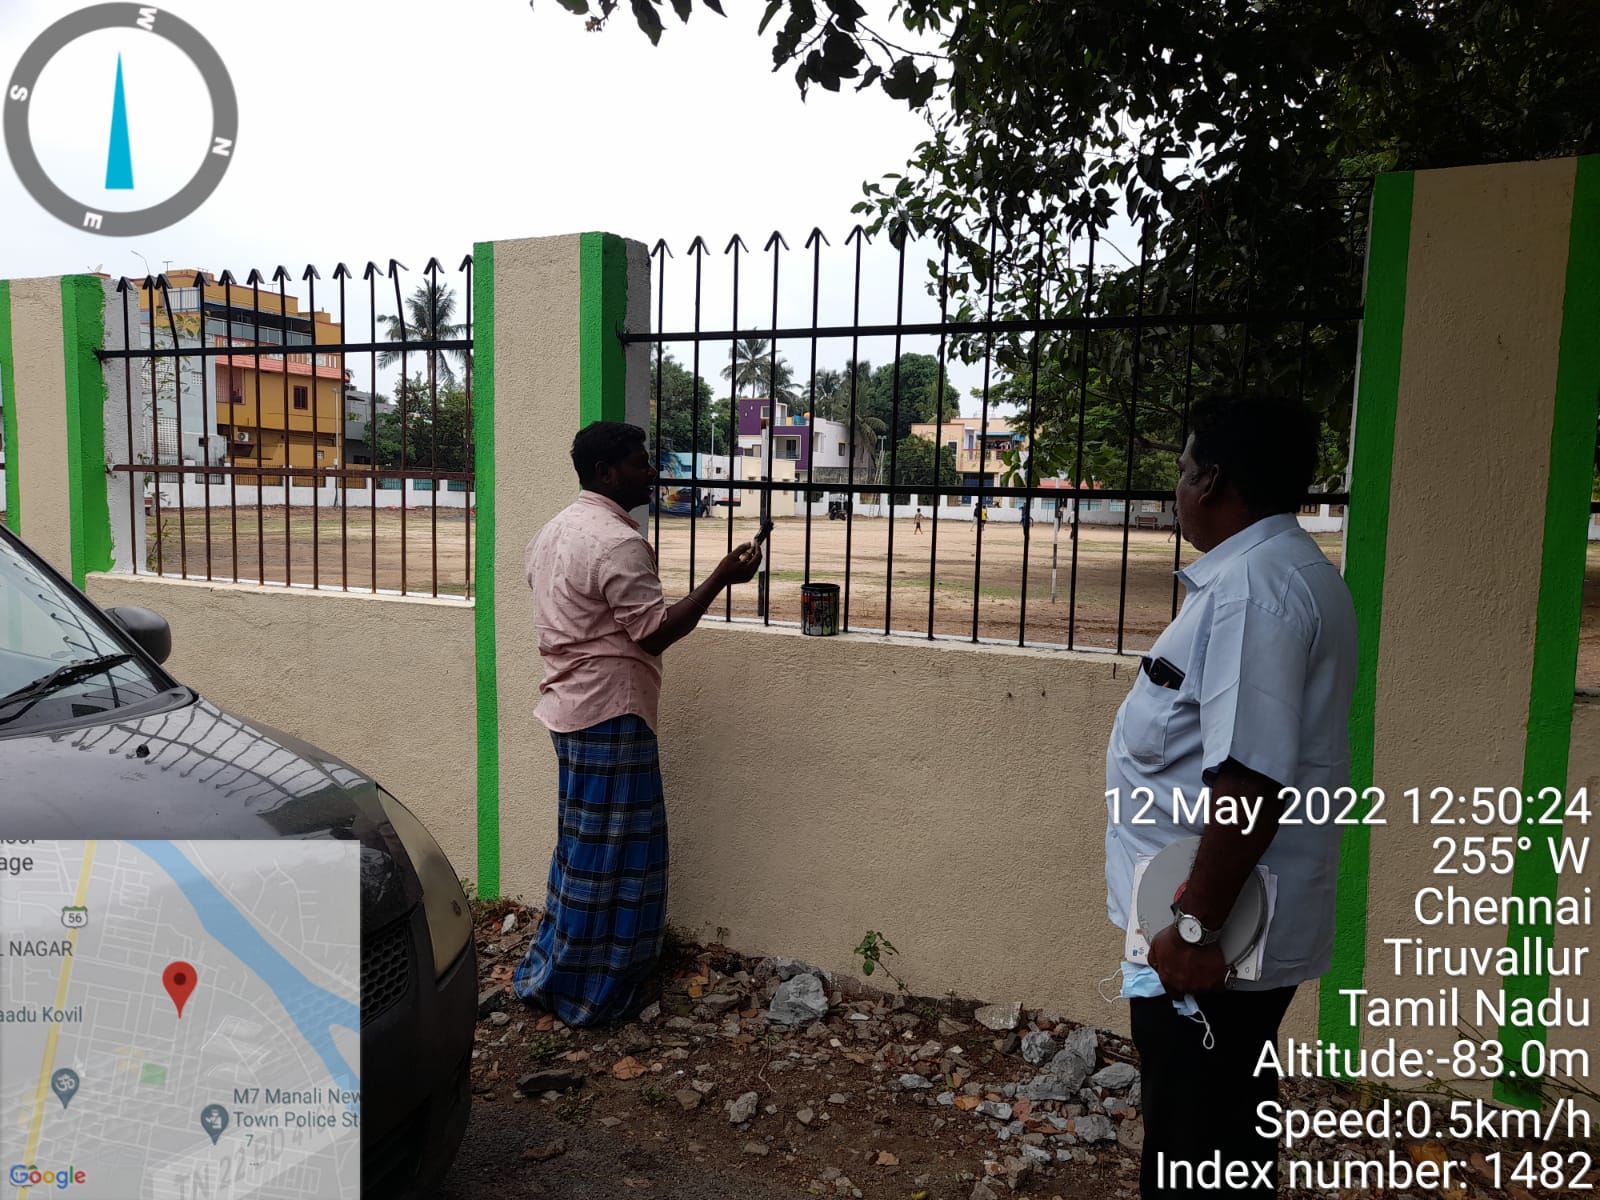 W
S
N
E
12 May 2022 12:50:24
255° W
Chennai
Tiruvallur
Tamil Nadu
Altitude:-83.0m
Speed:0.5km/h
Index number: 1482
age
56
L NAGAR
aadu Kovil
M7 Manali New
Town Police St
7
Google